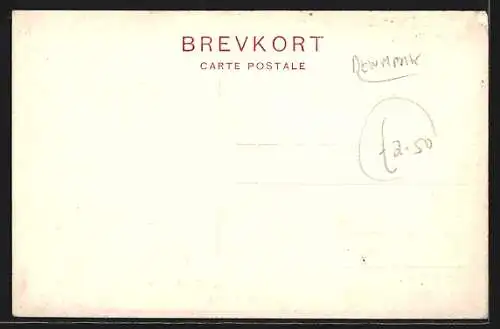 BREVKORT
CARTE POSTALE
DENMARK
£2.50